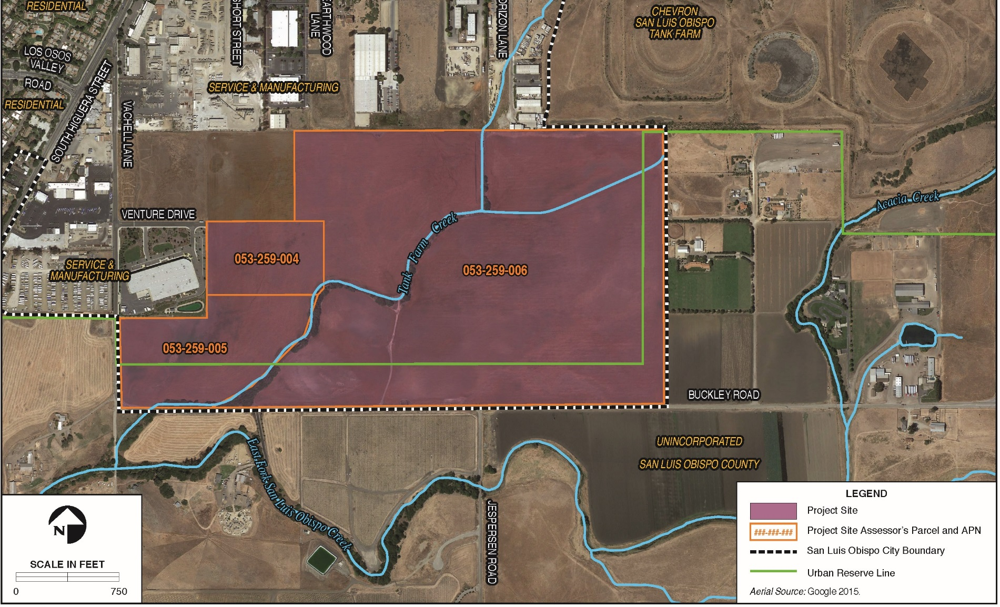 RESIDENTIAL
LOS OSOS
VALLEY
ROAD
RESIDENTIAL
SOUTH HIGUERA STREET
VACHELL LANE
SHORT STREET
EARTHWOOD
LANE
HORIZON LANE
SERVICE & MANUFACTURING
CHEVRON
SAN LUIS OBISPO
TANK FARM
VENTURE DRIVE
SERVICE &
MANUFACTURING
053-259-004
053-259-005
053-259-006
Tank Farm Creek
Acacia Creek
BUCKLEY ROAD
UNINCORPORATED
SAN LUIS OBISPO COUNTY
East Fork San Luis Obispo Creek
JESPERSEN ROAD
N
SCALE IN FEET
0 750
LEGEND
Project Site
###-###-### Project Site Assessor's Parcel and APN
San Luis Obispo City Boundary
Urban Reserve Line
Aerial Source: Google 2015.